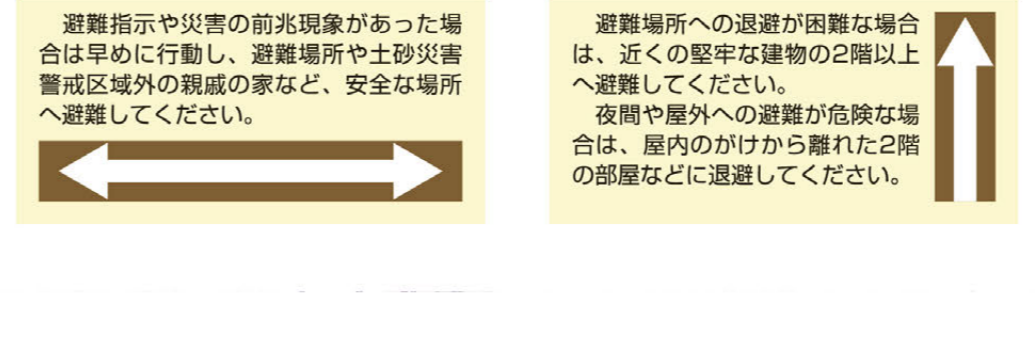 避難指示や災害の前兆現象があった場
合は早めに行動し、避難場所や土砂災害
警戒区域外の親戚の家など、安全な場所
へ避難してください。
　避難場所への退避が困難な場合
は、近くの堅牢な建物の2階以上
へ避難してください。
　夜間や屋外への避難が危険な場
合は、屋内のがけから離れた2階
の部屋などに退避してください。